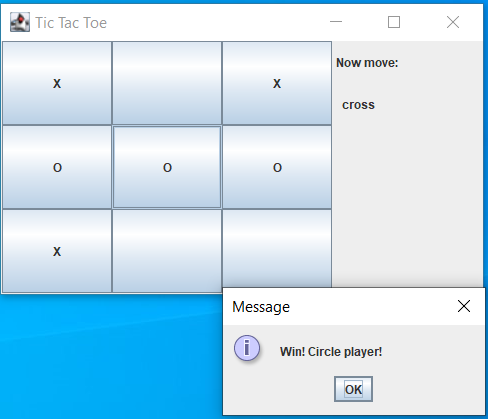 Tic Tac Toe
X X
Now move:
cross
O O O
X
Message
Win! Circle player!
OK